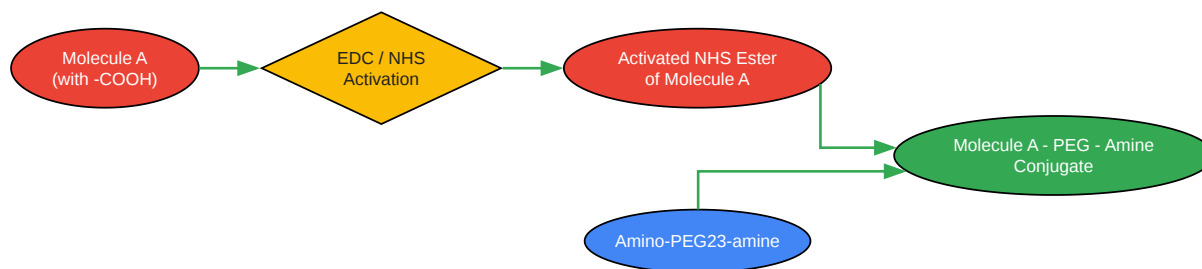 Molecule A
(with -COOH)
EDC / NHS
Activation
Activated NHS Ester
of Molecule A
Molecule A - PEG - Amine
Conjugate
Amino-PEG23-amine